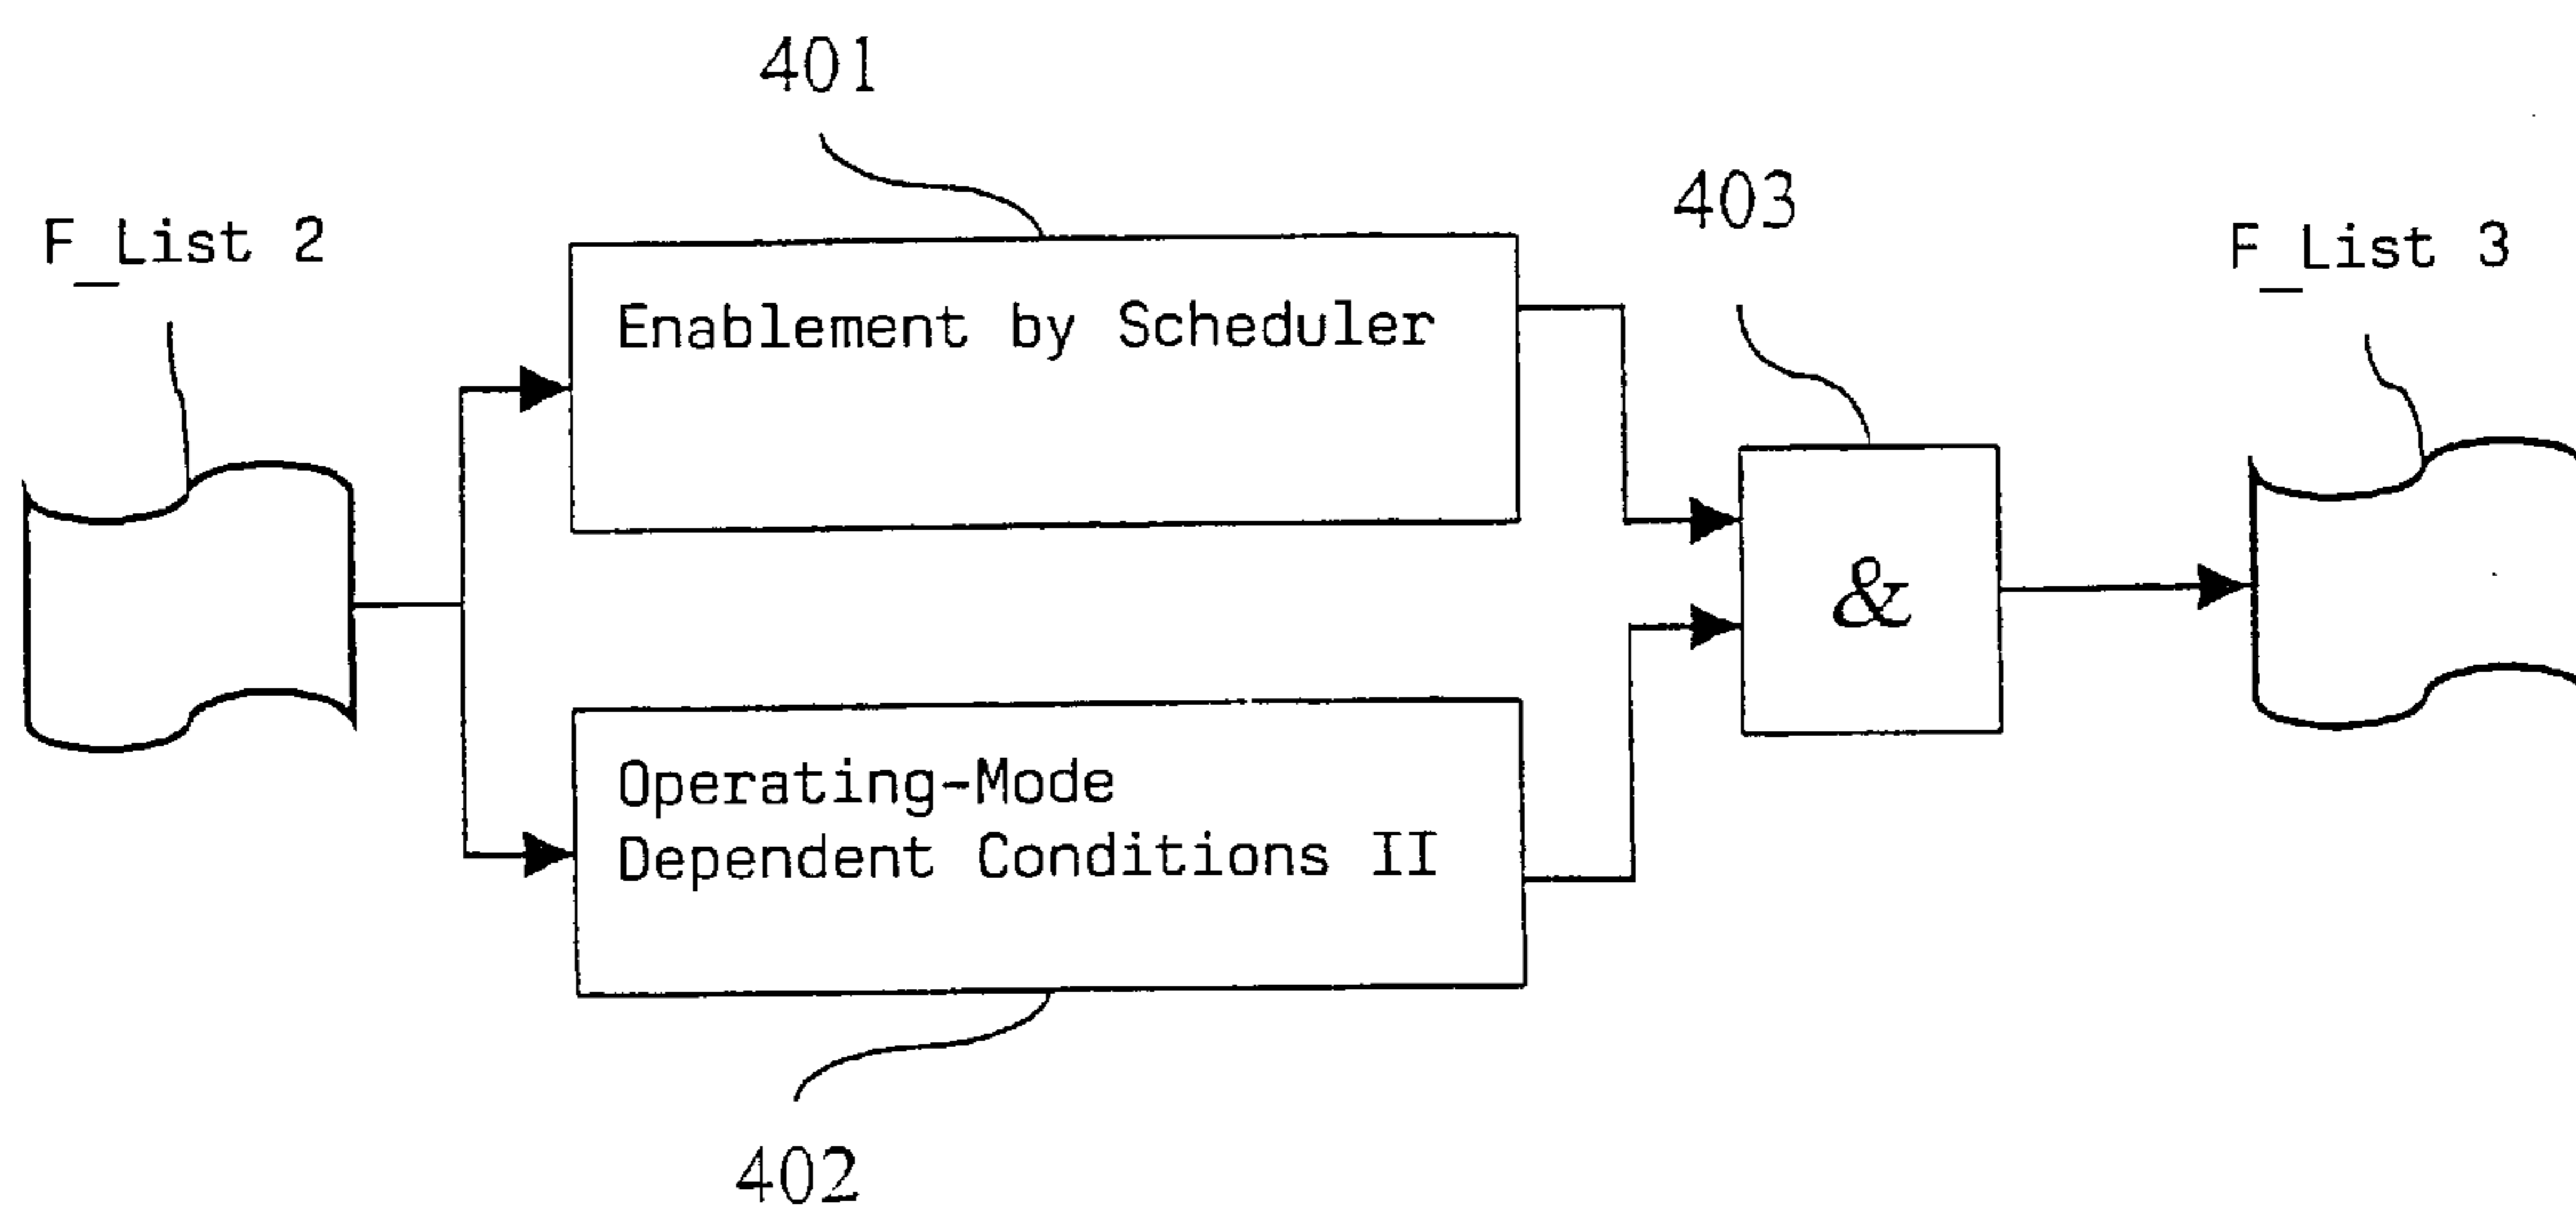 401
403
F_List 2
F_List 3
Enablement by Scheduler
&
Operating-Mode
Dependent Conditions II
402